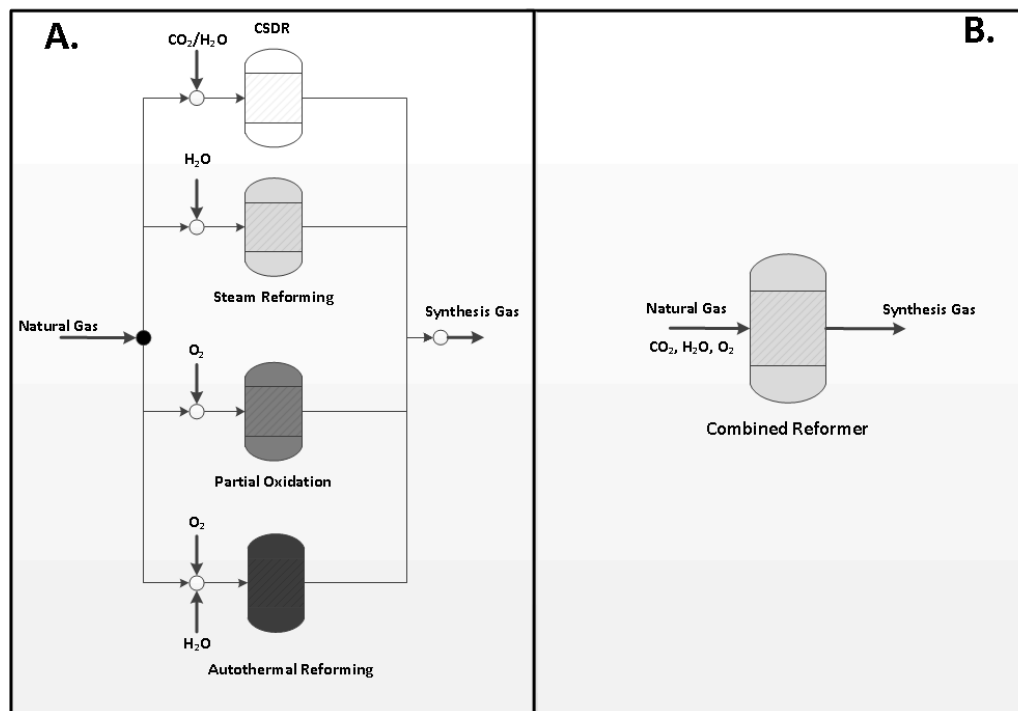 A.
CO₂/H₂O
CSDR
H₂O
Steam Reforming
Natural Gas
Synthesis Gas
O₂
Partial Oxidation
O₂
H₂O
Autothermal Reforming
B.
Natural Gas
CO₂, H₂O, O₂
Synthesis Gas
Combined Reformer